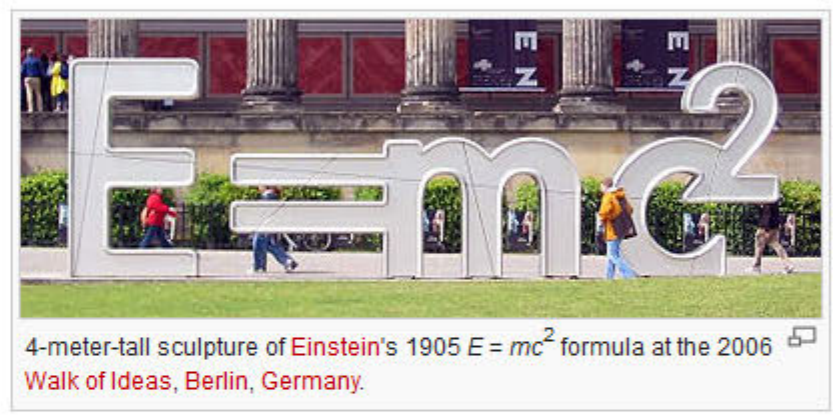 E=mc²
4-meter-tall sculpture of Einstein's 1905 E = mc² formula at the 2006
Walk of Ideas, Berlin, Germany.